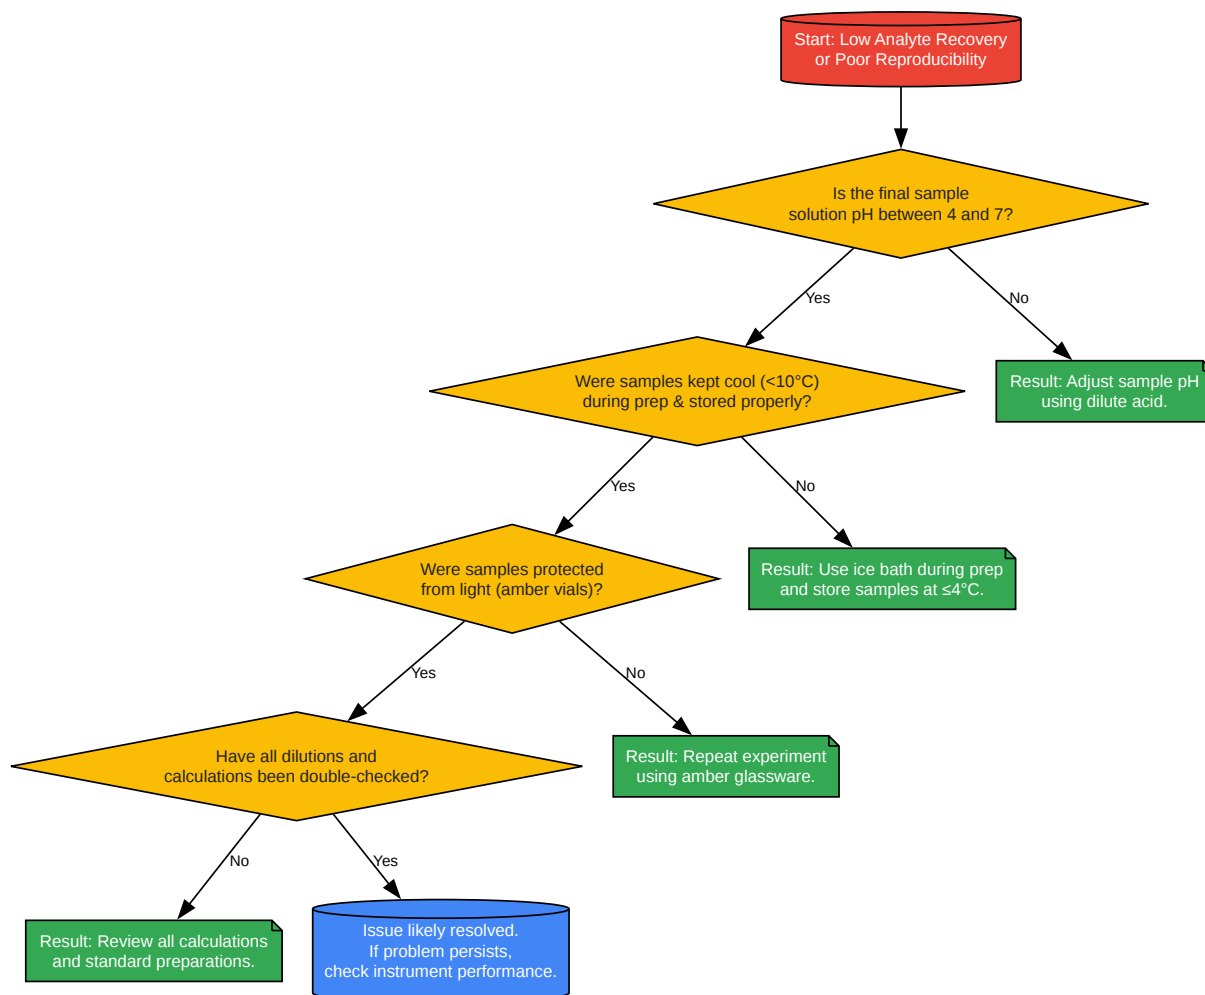 Start: Low Analyte Recovery
or Poor Reproducibility
Is the final sample
solution pH between 4 and 7?
Yes
No
Result: Adjust sample pH
using dilute acid.
Were samples kept cool (<10°C)
during prep & stored properly?
Yes
No
Result: Use ice bath during prep
and store samples at ≤4°C.
Were samples protected
from light (amber vials)?
Yes
No
Result: Repeat experiment
using amber glassware.
Have all dilutions and
calculations been double-checked?
No
Yes
Result: Review all calculations
and standard preparations.
Issue likely resolved.
If problem persists,
check instrument performance.